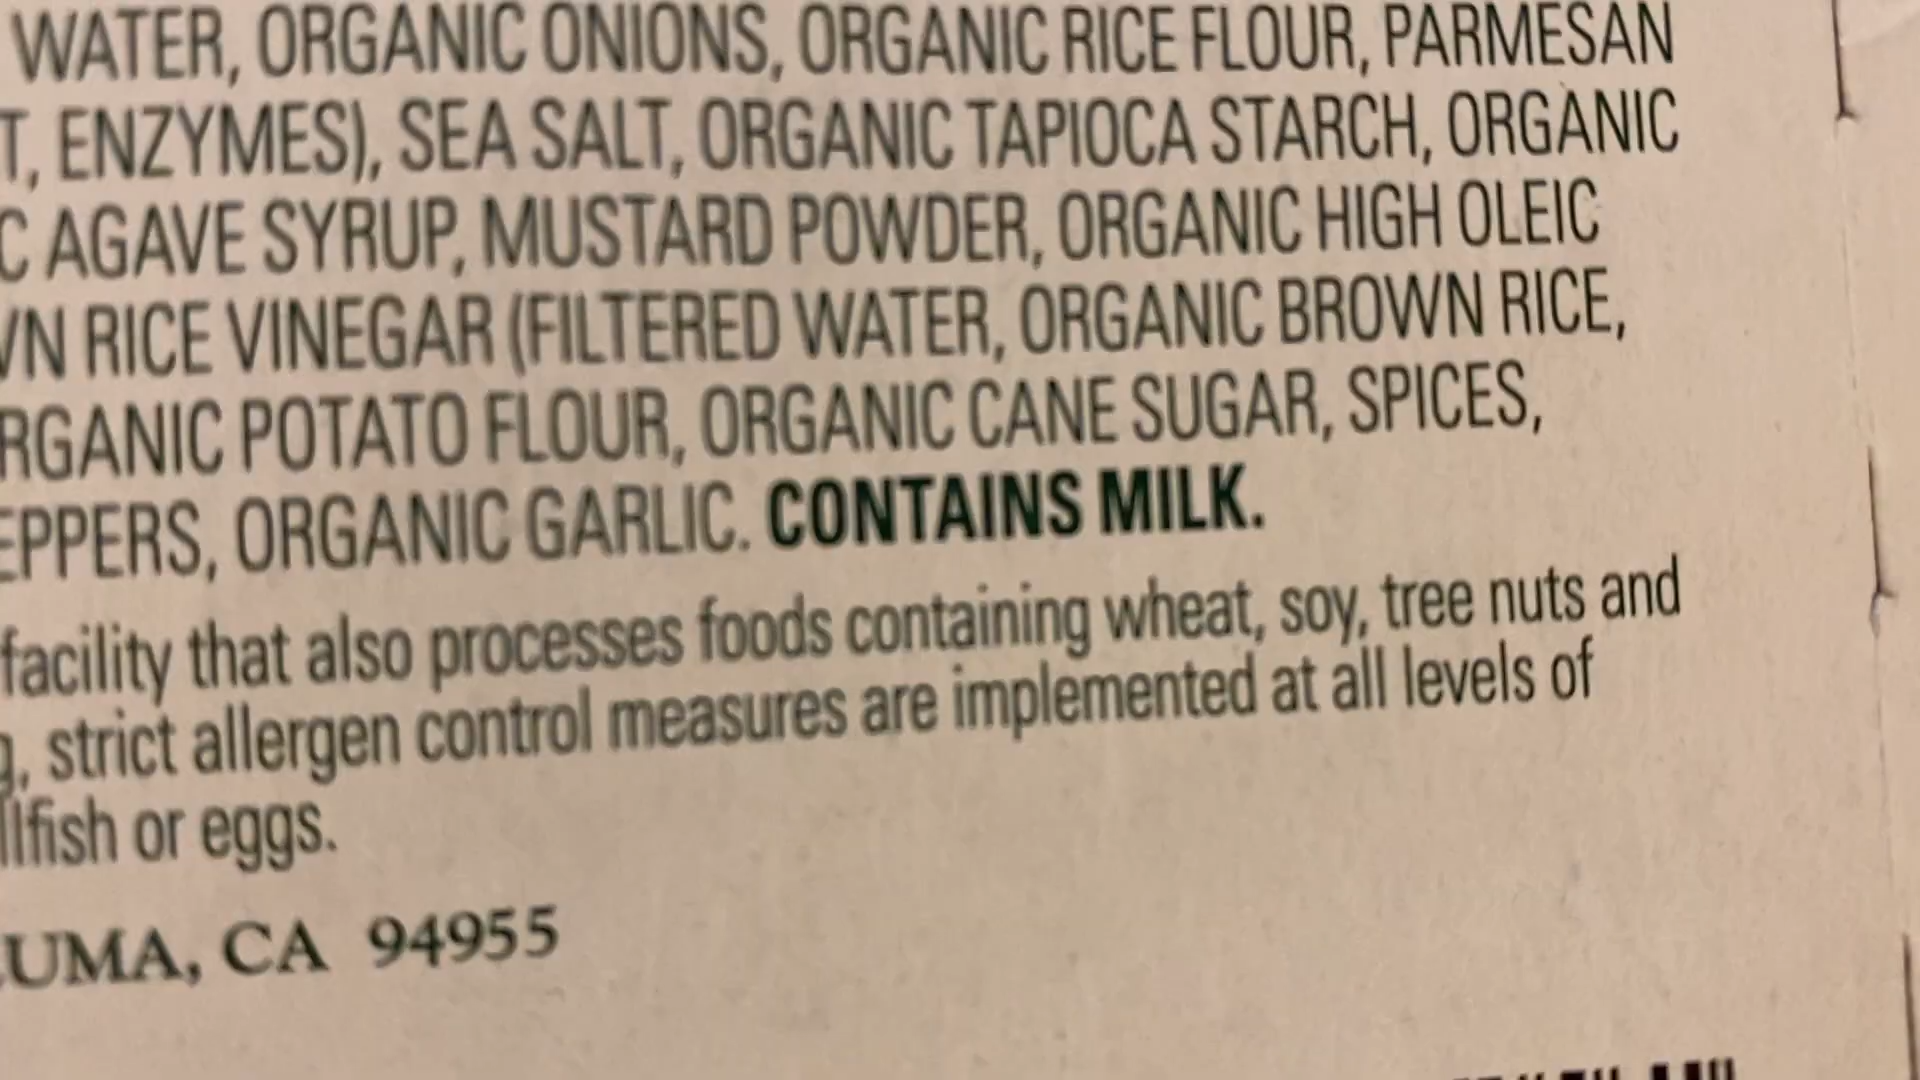 WATER, ORGANIC ONIONS, ORGANIC RICE FLOUR, PARMESAN
T, ENZYMES), SEA SALT, ORGANIC TAPIOCA STARCH, ORGANIC
C AGAVE SYRUP, MUSTARD POWDER, ORGANIC HIGH OLEIC
WN RICE VINEGAR (FILTERED WATER, ORGANIC BROWN RICE,
RGANIC POTATO FLOUR, ORGANIC CANE SUGAR, SPICES,
EPPERS, ORGANIC GARLIC. CONTAINS MILK.
facility that also processes foods containing wheat, soy, tree nuts and
g, strict allergen control measures are implemented at all levels of
llfish or eggs.
LUMA, CA 94955